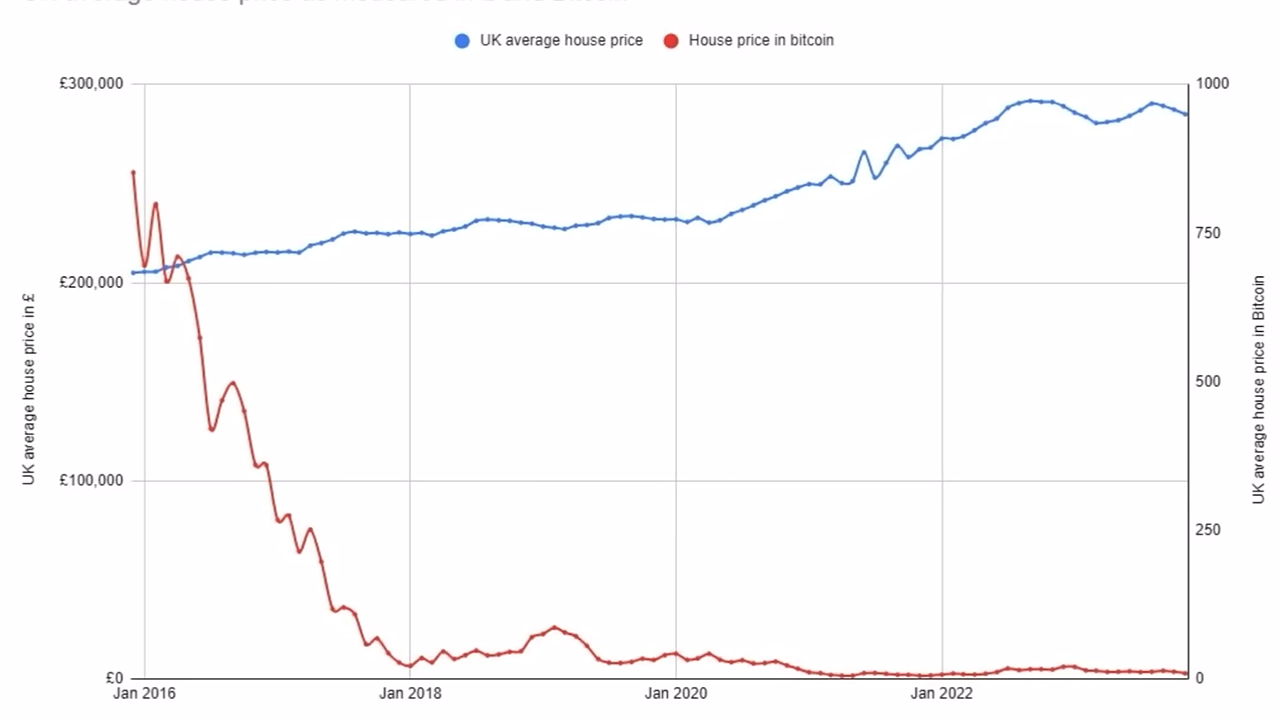 UK average house price House price in bitcoin
£300,000
1000
750
£200,000
500
£100,000
250
£0
0
Jan 2016 Jan 2018 Jan 2020 Jan 2022
UK average house price in £
UK average house price in Bitcoin